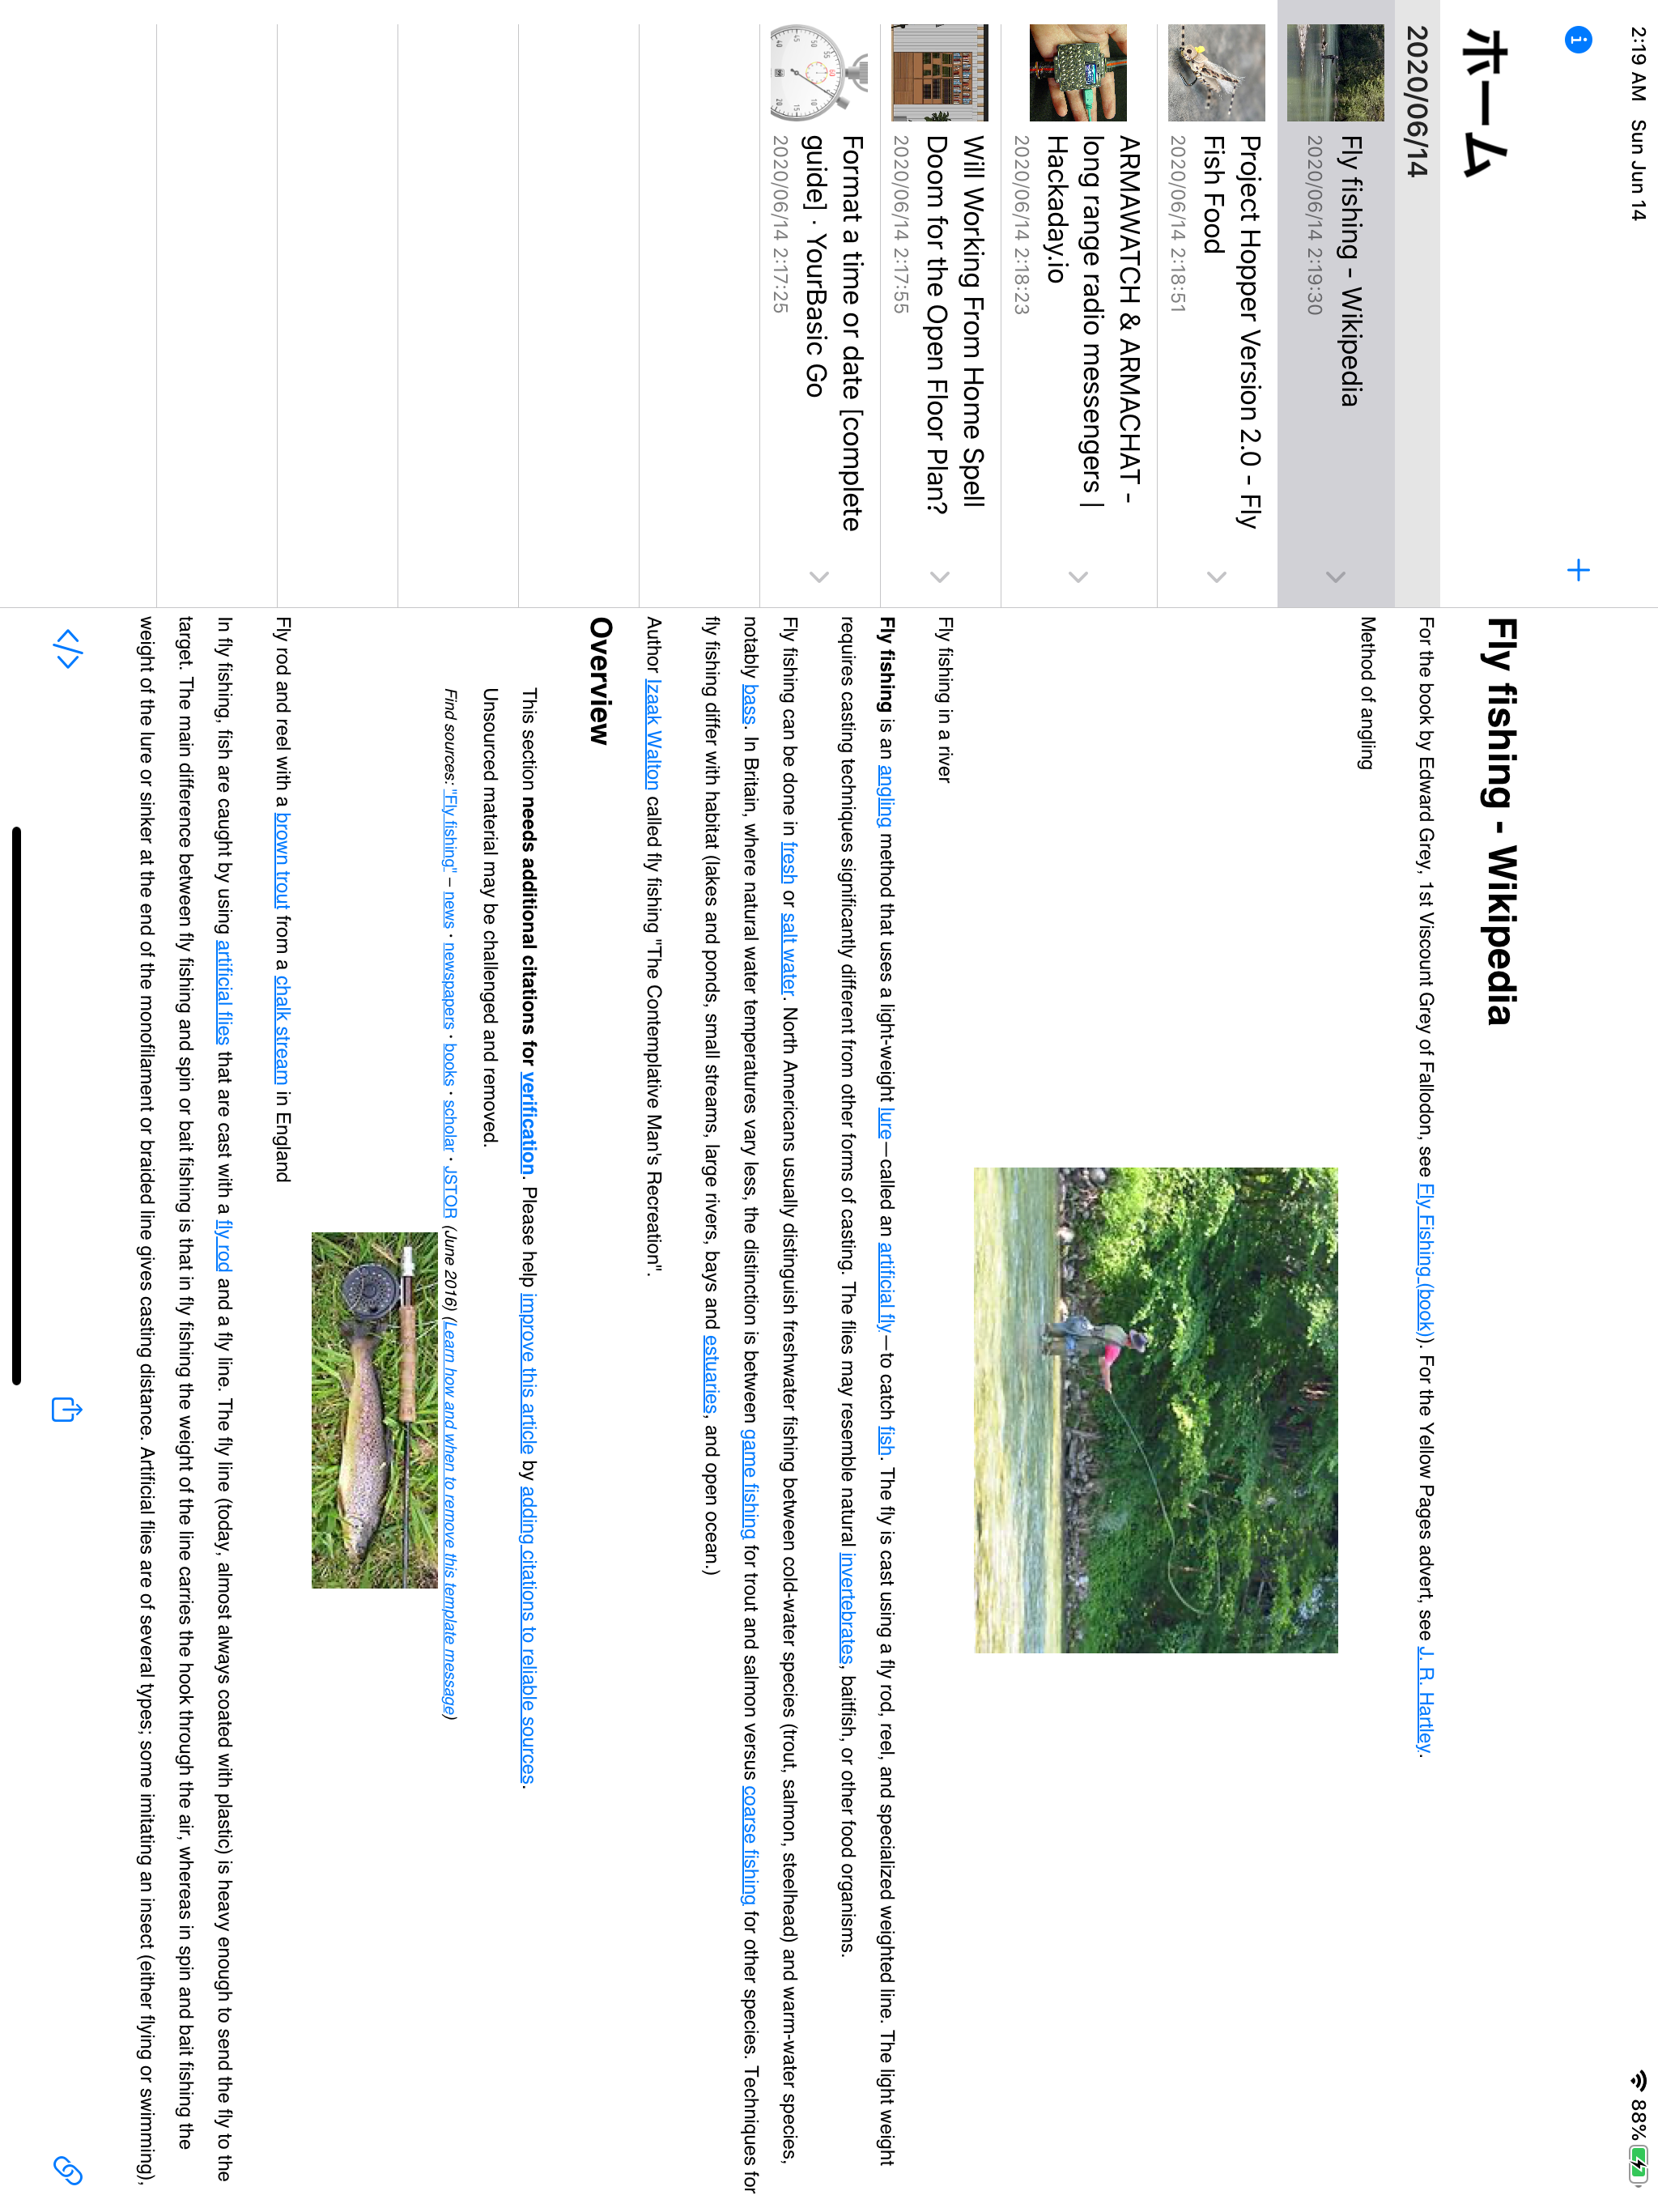 2:19 AM Sun Jun 14
88%
ホーム
2020/06/14
Fly fishing - Wikipedia
2020/06/14 2:19:30
Project Hopper Version 2.0 - Fly
Fish Food
2020/06/14 2:18:51
ARMAWATCH & ARMACHAT -
long range radio messengers |
Hackaday.io
2020/06/14 2:18:23
Will Working From Home Spell
Doom for the Open Floor Plan?
2020/06/14 2:17:55
Format a time or date [complete
guide] · YourBasic Go
2020/06/14 2:17:25
Fly fishing - Wikipedia
For the book by Edward Grey, 1st Viscount Grey of Fallodon, see Fly Fishing (book)). For the Yellow Pages advert, see J. R. Hartley.
Method of angling
Fly fishing in a river
Fly fishing is an angling method that uses a light-weight lure—called an artificial fly—to catch fish. The fly is cast using a fly rod, reel, and specialized weighted line. The light weight
requires casting techniques significantly different from other forms of casting. The flies may resemble natural invertebrates, baitfish, or other food organisms.
Fly fishing can be done in fresh or salt water. North Americans usually distinguish freshwater fishing between cold-water species (trout, salmon, steelhead) and warm-water species,
notably bass. In Britain, where natural water temperatures vary less, the distinction is between game fishing for trout and salmon versus coarse fishing for other species. Techniques for
fly fishing differ with habitat (lakes and ponds, small streams, large rivers, bays and estuaries, and open ocean.)
Author Izaak Walton called fly fishing "The Contemplative Man's Recreation".
Overview
This section needs additional citations for verification. Please help improve this article by adding citations to reliable sources.
Unsourced material may be challenged and removed.
Find sources: "Fly fishing" – news · newspapers · books · scholar · JSTOR (June 2016) (Learn how and when to remove this template message)
Fly rod and reel with a brown trout from a chalk stream in England
In fly fishing, fish are caught by using artificial flies that are cast with a fly rod and a fly line. The fly line (today, almost always coated with plastic) is heavy enough to send the fly to the
target. The main difference between fly fishing and spin or bait fishing is that in fly fishing the weight of the line carries the hook through the air, whereas in spin and bait fishing the
weight of the lure or sinker at the end of the monofilament or braided line gives casting distance. Artificial flies are of several types; some imitating an insect (either flying or swimming),